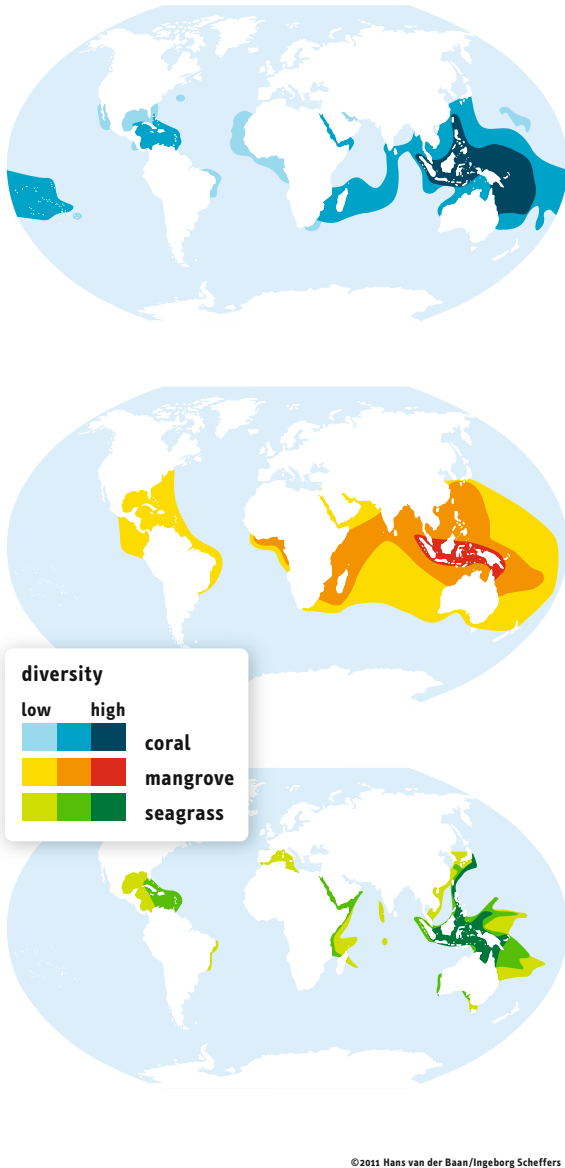 diversity
low high
coral
mangrove
seagrass
©2011 Hans van der Baan/Ingeborg Scheffers